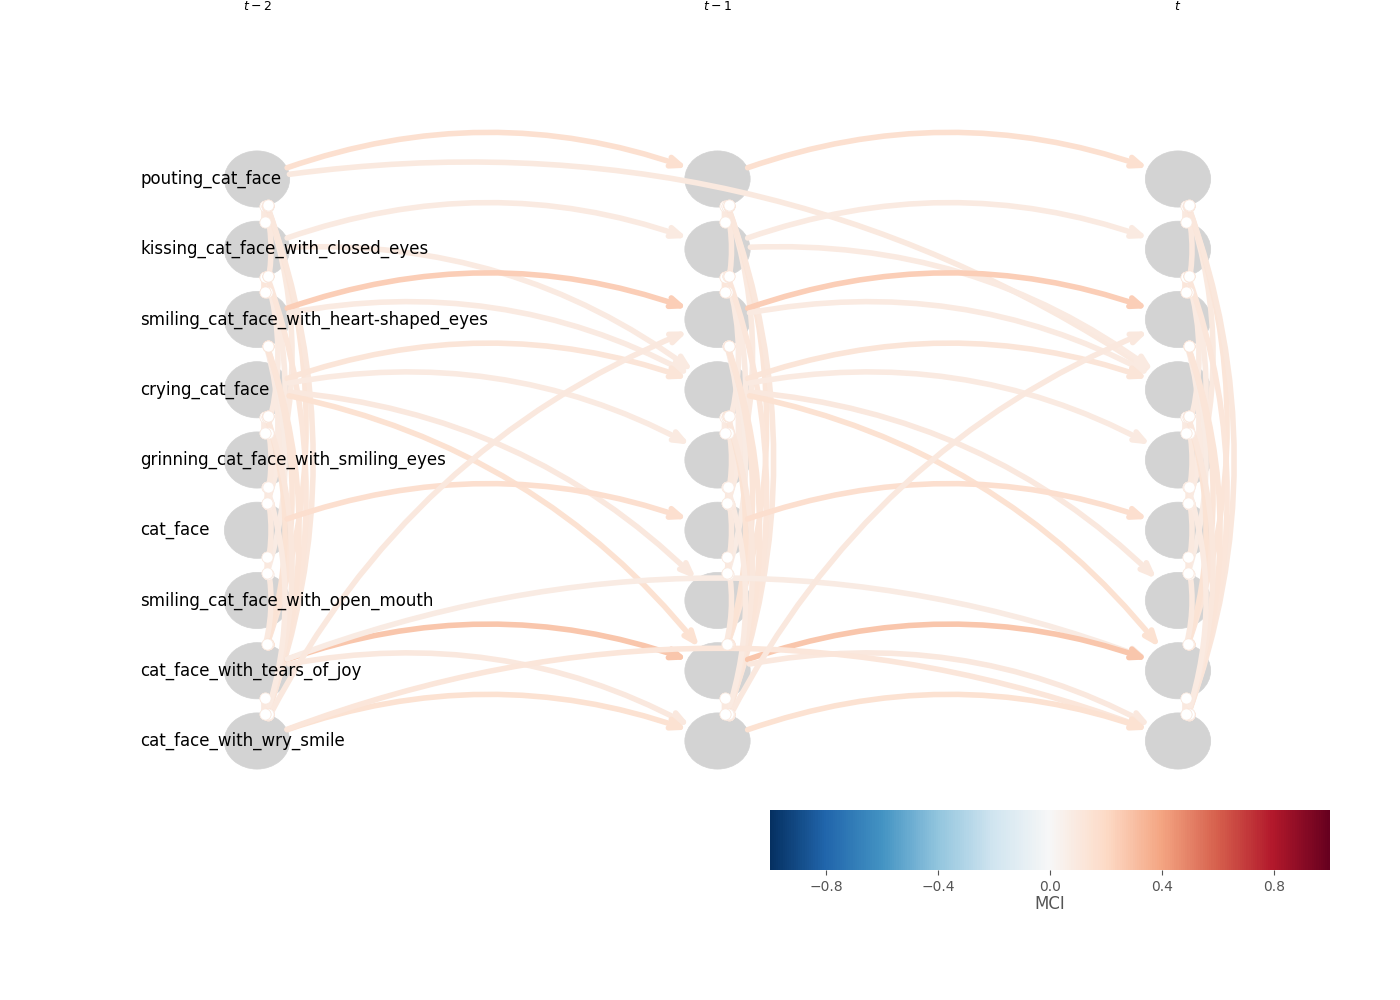 t − 2 t − 1 t
pouting_cat_face
kissing_cat_face_with_closed_eyes
smiling_cat_face_with_heart-shaped_eyes
crying_cat_face
grinning_cat_face_with_smiling_eyes
cat_face
smiling_cat_face_with_open_mouth
cat_face_with_tears_of_joy
cat_face_with_wry_smile
−0.8 −0.4 0.0 0.4 0.8
MCI